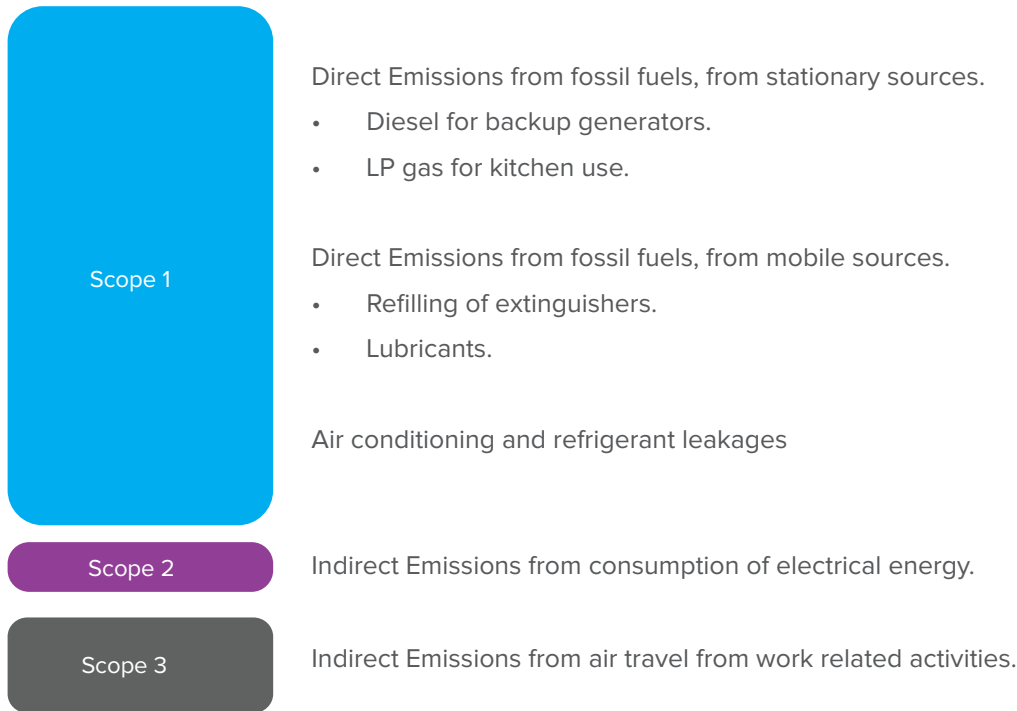 Scope 1
Direct Emissions from fossil fuels, from stationary sources.
• Diesel for backup generators.
• LP gas for kitchen use.
Direct Emissions from fossil fuels, from mobile sources.
• Refilling of extinguishers.
• Lubricants.
Air conditioning and refrigerant leakages
Scope 2
Indirect Emissions from consumption of electrical energy.
Scope 3
Indirect Emissions from air travel from work related activities.